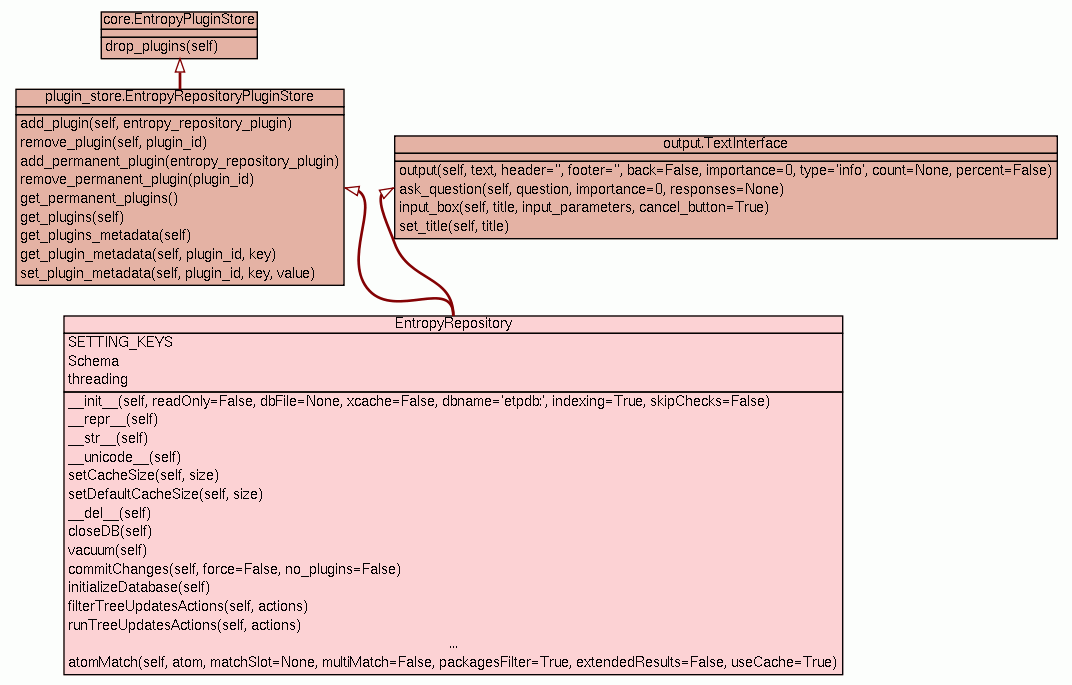 core.EntropyPluginStore
drop_plugins(self)
plugin_store.EntropyRepositoryPluginStore
add_plugin(self, entropy_repository_plugin)
remove_plugin(self, plugin_id)
add_permanent_plugin(entropy_repository_plugin)
remove_permanent_plugin(plugin_id)
get_permanent_plugins()
get_plugins(self)
get_plugins_metadata(self)
get_plugin_metadata(self, plugin_id, key)
set_plugin_metadata(self, plugin_id, key, value)
output.TextInterface
output(self, text, header='', footer='', back=False, importance=0, type='info', count=None, percent=False)
ask_question(self, question, importance=0, responses=None)
input_box(self, title, input_parameters, cancel_button=True)
set_title(self, title)
EntropyRepository
SETTING_KEYS
Schema
threading
__init__(self, readOnly=False, dbFile=None, xcache=False, dbname='etpdb:', indexing=True, skipChecks=False)
__repr__(self)
__str__(self)
__unicode__(self)
setCacheSize(self, size)
setDefaultCacheSize(self, size)
__del__(self)
closeDB(self)
vacuum(self)
commitChanges(self, force=False, no_plugins=False)
initializeDatabase(self)
filterTreeUpdatesActions(self, actions)
runTreeUpdatesActions(self, actions)
...
atomMatch(self, atom, matchSlot=None, multiMatch=False, packagesFilter=True, extendedResults=False, useCache=True)